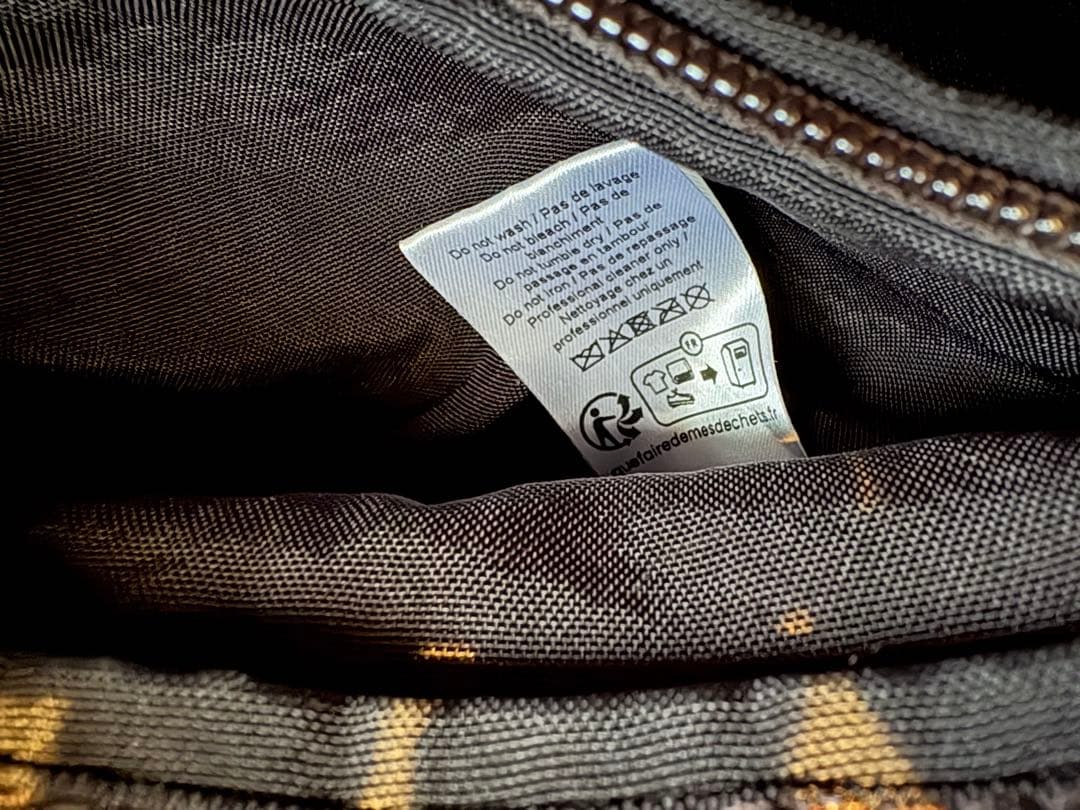 Do not wash / Pas de lavage
Do not bleach / Pas de
blanchiment
Do not tumble dry / Pas de
passage en tambour
Do not iron / Pas de repassage
Professional cleaner only /
Nettoyage chez un
professionnel uniquement
FR
quefairedemesdechets.fr